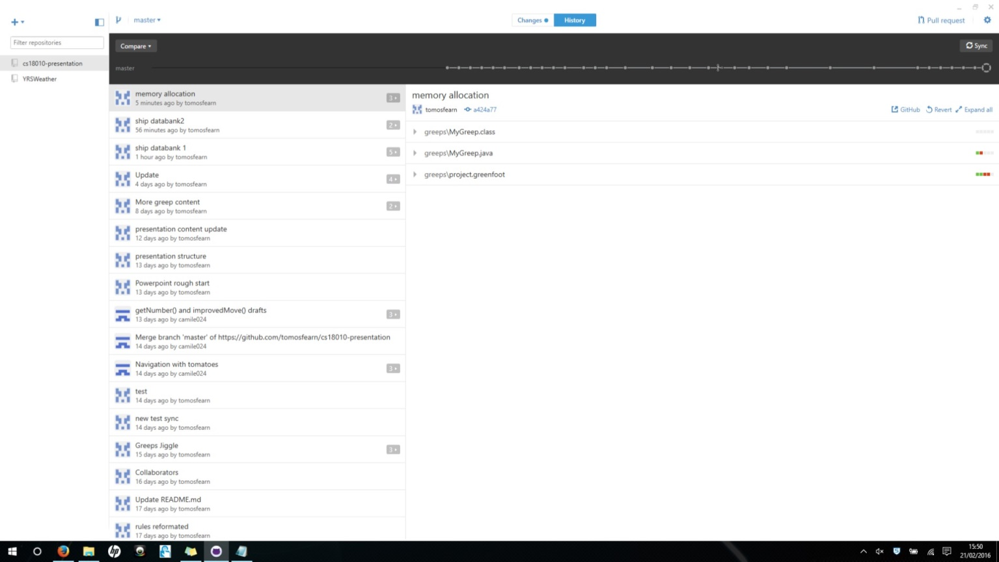 master
Changes
History
Pull request
Filter repositories
Compare
Sync
cs18010-presentation
master
YRSWeather
memory allocation
5 minutes ago by tomosfearn
3
ship databank2
56 minutes ago by tomosfearn
2
ship databank 1
1 hour ago by tomosfearn
5
Update
4 days ago by tomosfearn
4
More greep content
8 days ago by tomosfearn
2
presentation content update
12 days ago by tomosfearn
presentation structure
13 days ago by tomosfearn
Powerpoint rough start
13 days ago by tomosfearn
getNumber() and improvedMove() drafts
13 days ago by camile024
3
Merge branch 'master' of https://github.com/tomosfearn/cs18010-presentation
14 days ago by camile024
Navigation with tomatoes
14 days ago by camile024
3
test
14 days ago by tomosfearn
new test sync
14 days ago by tomosfearn
Greeps Jiggle
15 days ago by tomosfearn
3
Collaborators
16 days ago by tomosfearn
Update README.md
17 days ago by tomosfearn
rules reformated
17 days ago by tomosfearn
memory allocation
tomosfearn a424a77
GitHub Revert Expand all
greeps\MyGreep.class
greeps\MyGreep.java
greeps\project.greenfoot
hp
15:50
21/02/2016